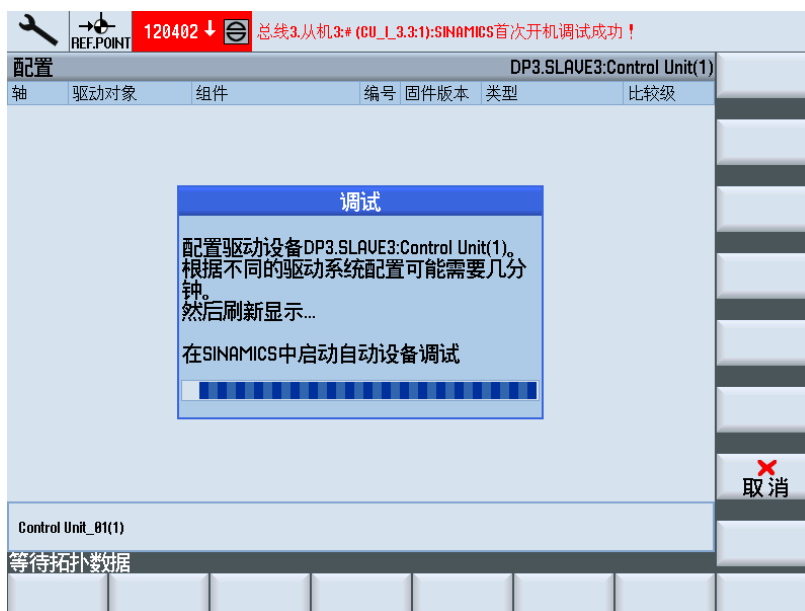 REF.POINT
120402 ↓ 总线3.从机3:# (CU_I_3.3:1):SINAMICS首次开机调试成功！
配置 DP3.SLAVE3:Control Unit(1)
轴 驱动对象 组件 编号 固件版本 类型 比较级
调试
配置驱动设备DP3.SLAVE3:Control Unit(1)。
根据不同的驱动系统配置可能需要几分
钟。
然后刷新显示...
在SINAMICS中启动自动设备调试
取消
Control Unit_01(1)
等待拓扑数据